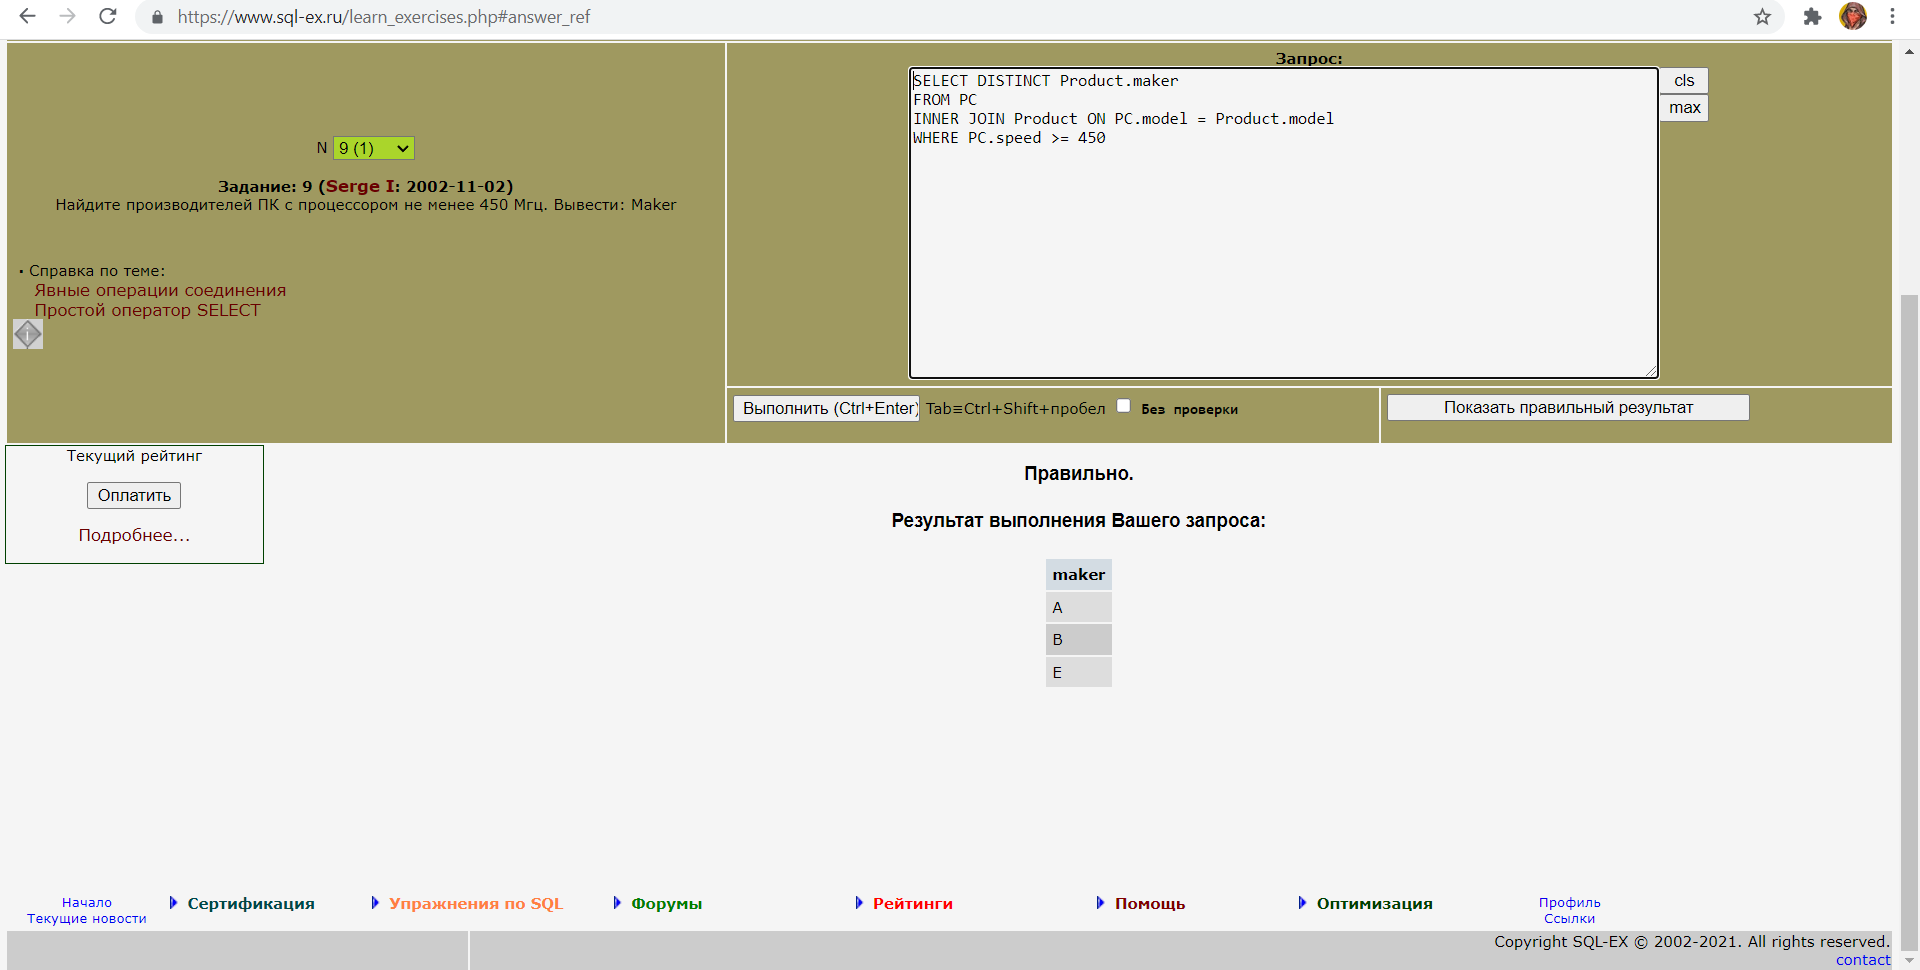 https://www.sql-ex.ru/learn_exercises.php#answer_ref
N 9 (1)
Задание: 9 (Serge I: 2002-11-02)
Найдите производителей ПК с процессором не менее 450 Мгц. Вывести: Maker
· Справка по теме:
Явные операции соединения
Простой оператор SELECT
Запрос:
SELECT DISTINCT Product.maker
FROM PC
INNER JOIN Product ON PC.model = Product.model
WHERE PC.speed >= 450
cls
max
Выполнить (Ctrl+Enter) Tab≡Ctrl+Shift+пробел Без проверки
Показать правильный результат
Текущий рейтинг
Оплатить
Подробнее...
Правильно.
Результат выполнения Вашего запроса:
maker
A
B
E
Начало
Текущие новости
Сертификация
Упражнения по SQL
Форумы
Рейтинги
Помощь
Оптимизация
Профиль
Ссылки
Copyright SQL-EX © 2002-2021. All rights reserved.
contact